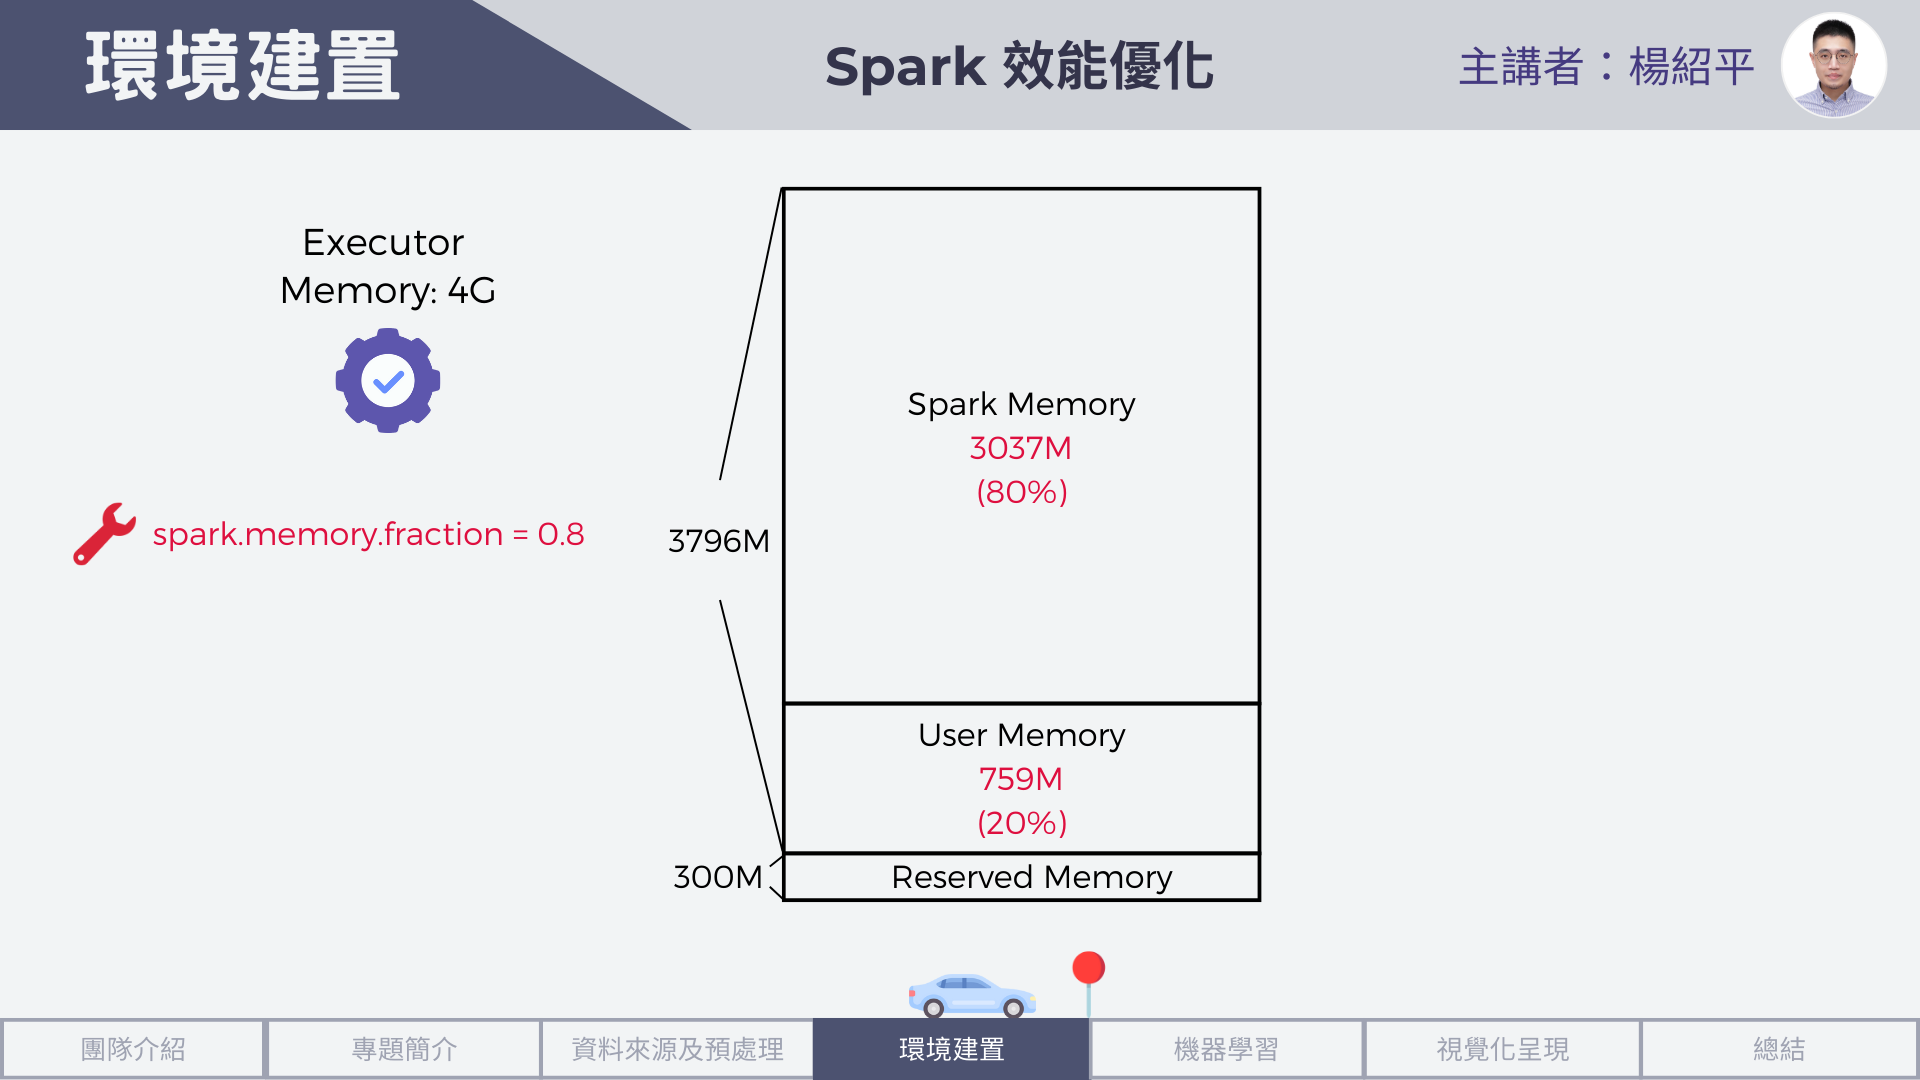 環境建置
Spark 效能優化
主講者：楊紹平
Executor
Memory: 4G
spark.memory.fraction = 0.8
3796M
300M
Spark Memory
3037M
(80%)
User Memory
759M
(20%)
Reserved Memory
團隊介紹
專題簡介
資料來源及預處理
環境建置
機器學習
視覺化呈現
總結